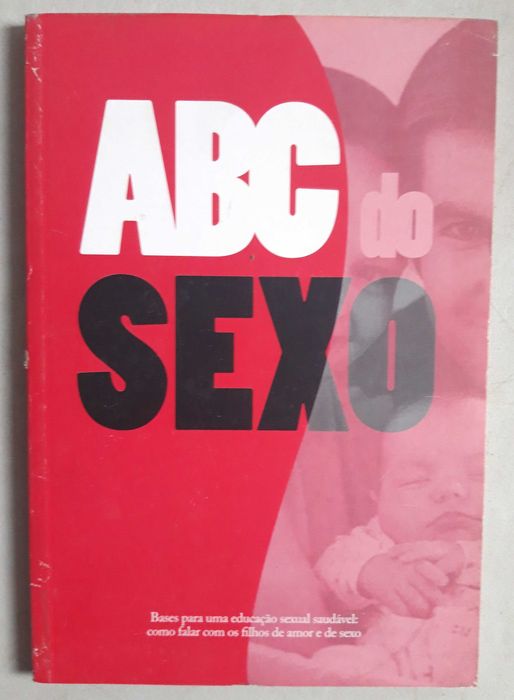 ABC do
SEXO
Bases para uma educação sexual saudável:
como falar com os filhos de amor e de sexo